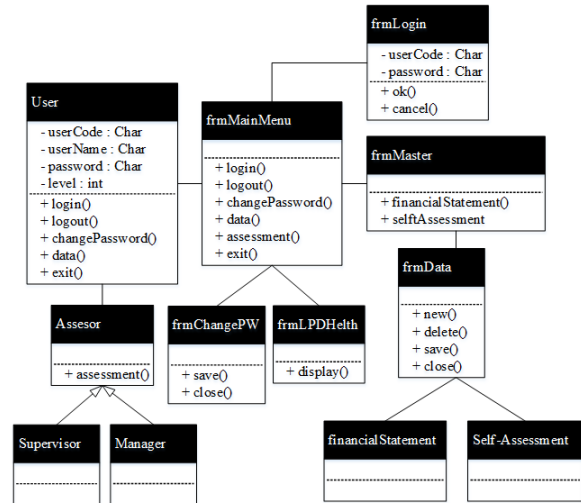 frmLogin
- userCode : Char
- password : Char
+ ok()
+ cancel()
User
- userCode : Char
- userName : Char
- password : Char
- level : int
+ login()
+ logout()
+ changePassword()
+ data()
+ exit()
frmMainMenu
+ login()
+ logout()
+ changePassword()
+ data()
+ assessment()
+ exit()
frmMaster
+ financialStatement()
+ selftAssessment
frmData
+ new()
+ delete()
+ save()
+ close()
Assesor
+ assessment()
frmChangePW
+ save()
+ close()
frmLPDHelth
+ display()
Supervisor
Manager
financialStatement
Self-Assessment